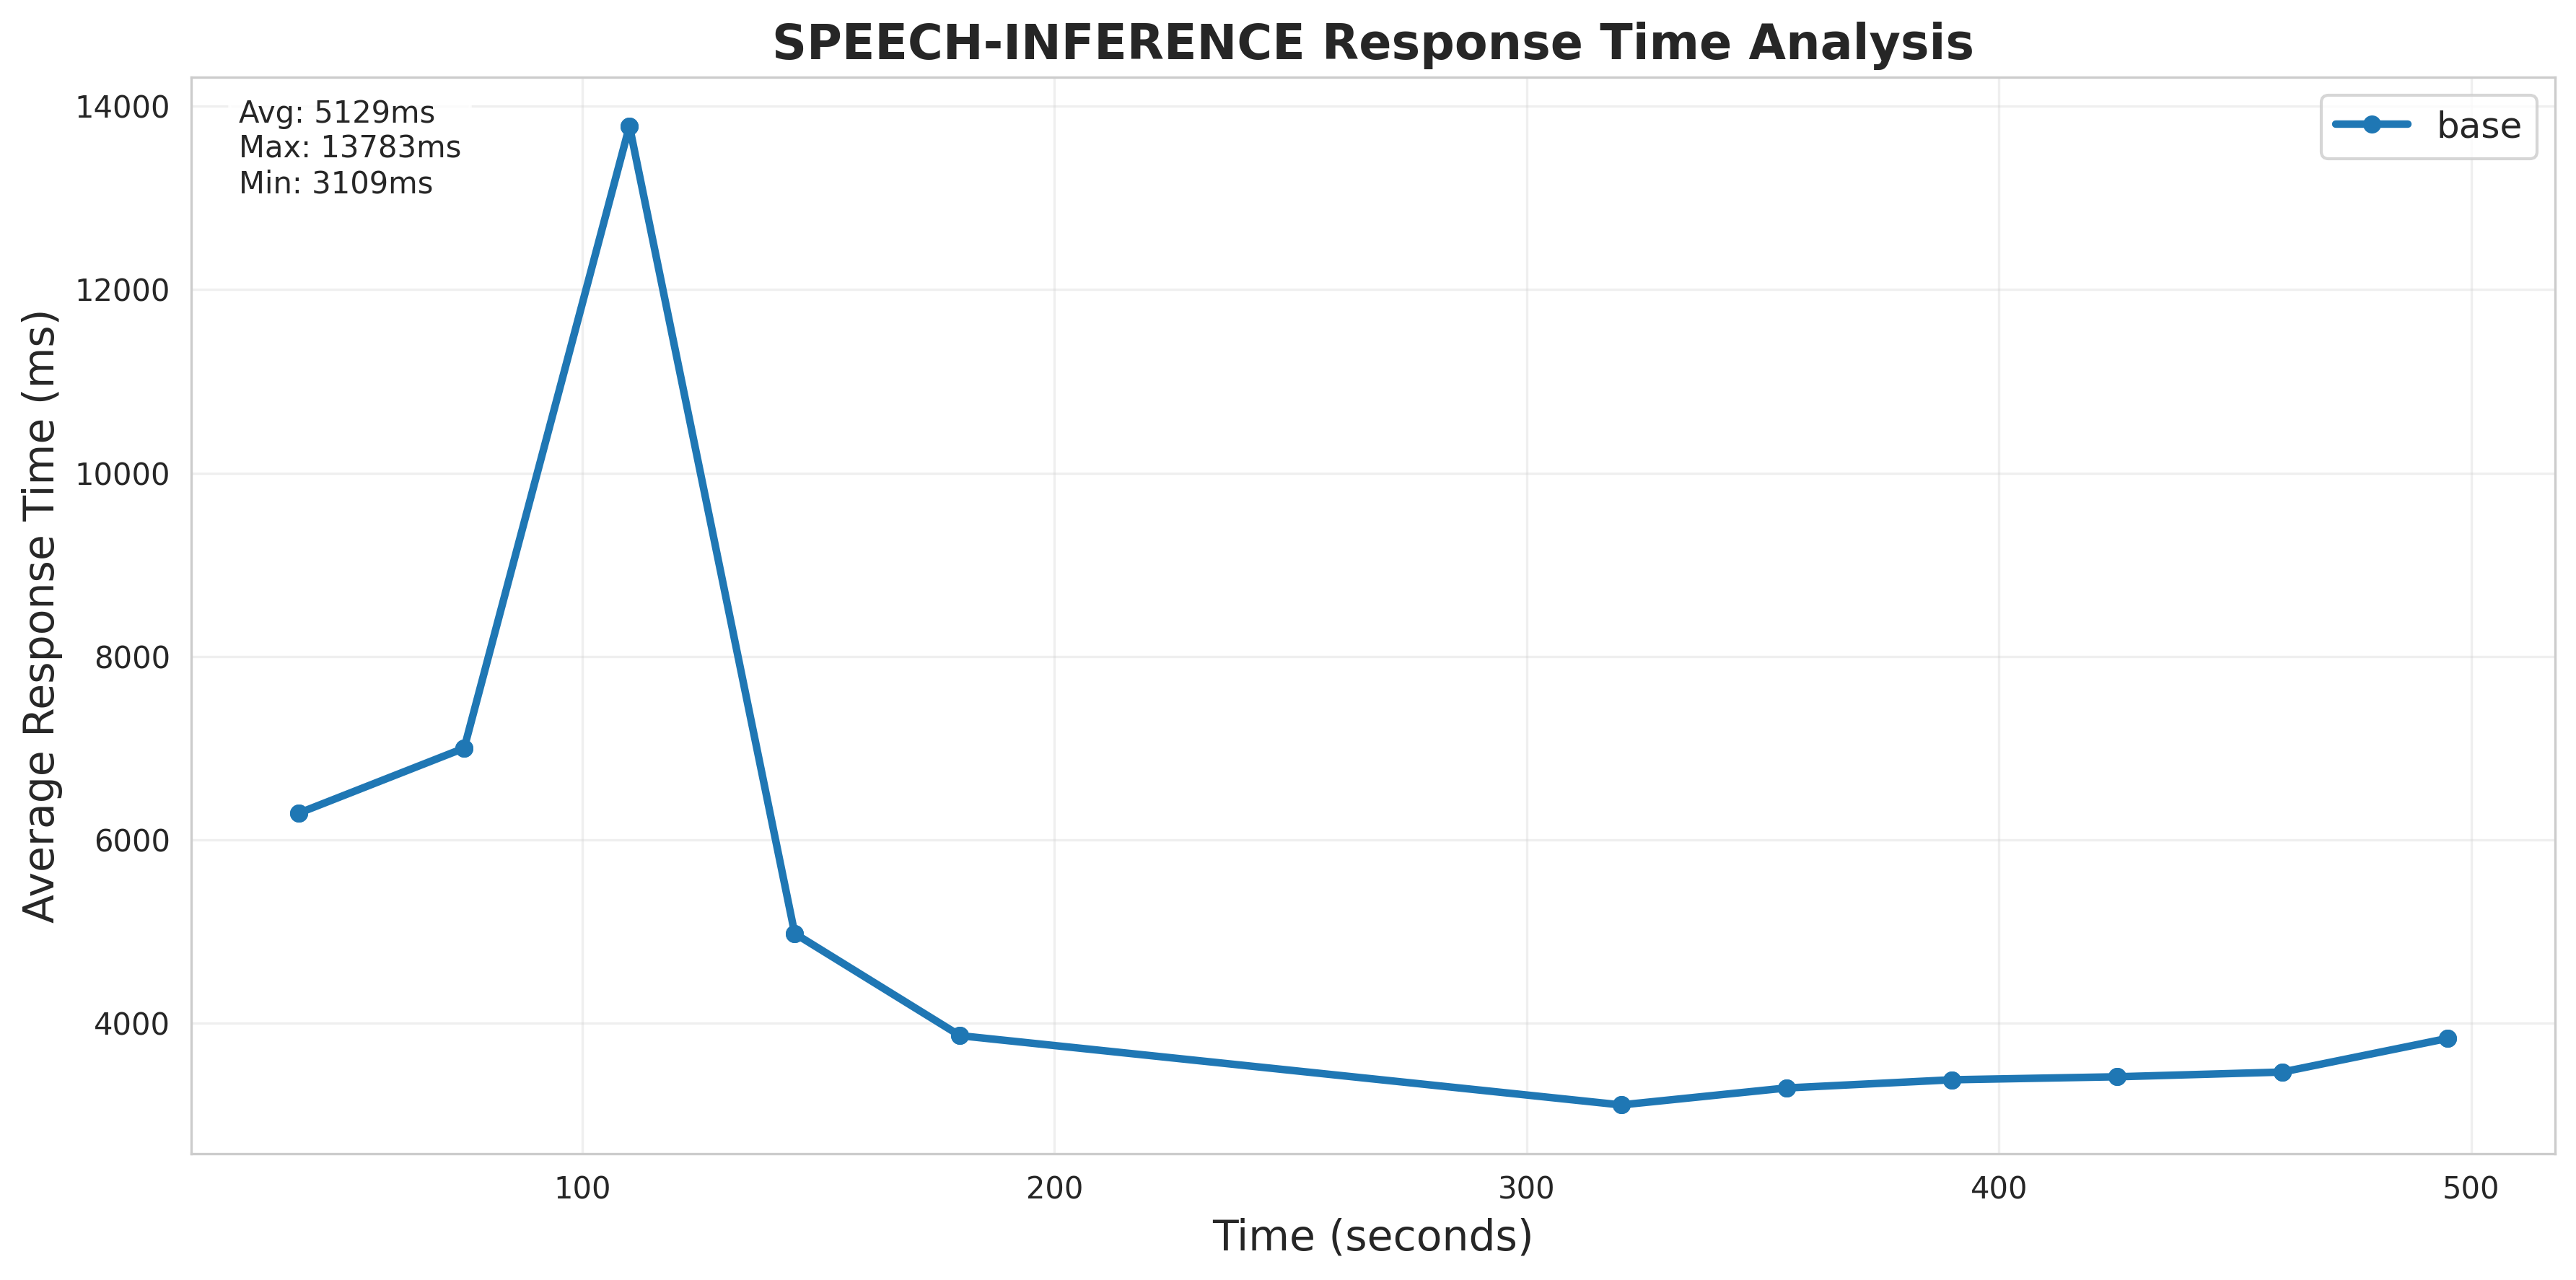 SPEECH-INFERENCE Response Time Analysis
Avg: 5129ms
Max: 13783ms
Min: 3109ms
base
Average Response Time (ms)
14000
12000
10000
8000
6000
4000
100 200 300 400 500
Time (seconds)